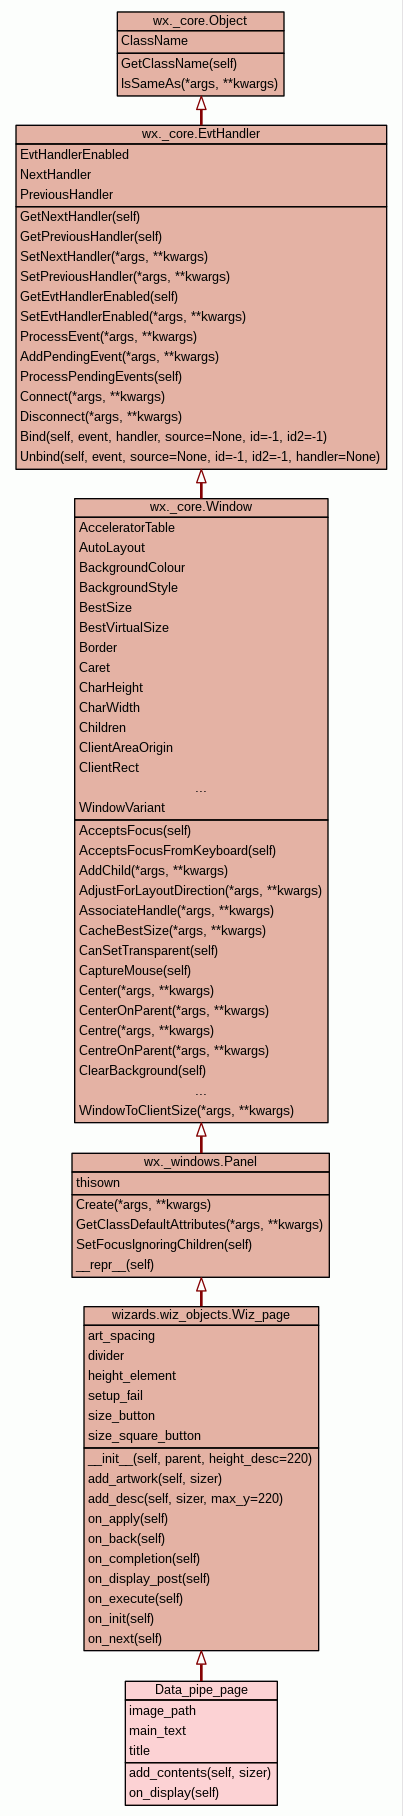 wx._core.Object
ClassName
GetClassName(self)
IsSameAs(*args, **kwargs)
wx._core.EvtHandler
EvtHandlerEnabled
NextHandler
PreviousHandler
GetNextHandler(self)
GetPreviousHandler(self)
SetNextHandler(*args, **kwargs)
SetPreviousHandler(*args, **kwargs)
GetEvtHandlerEnabled(self)
SetEvtHandlerEnabled(*args, **kwargs)
ProcessEvent(*args, **kwargs)
AddPendingEvent(*args, **kwargs)
ProcessPendingEvents(self)
Connect(*args, **kwargs)
Disconnect(*args, **kwargs)
Bind(self, event, handler, source=None, id=-1, id2=-1)
Unbind(self, event, source=None, id=-1, id2=-1, handler=None)
wx._core.Window
AcceleratorTable
AutoLayout
BackgroundColour
BackgroundStyle
BestSize
BestVirtualSize
Border
Caret
CharHeight
CharWidth
Children
ClientAreaOrigin
ClientRect
...
WindowVariant
AcceptsFocus(self)
AcceptsFocusFromKeyboard(self)
AddChild(*args, **kwargs)
AdjustForLayoutDirection(*args, **kwargs)
AssociateHandle(*args, **kwargs)
CacheBestSize(*args, **kwargs)
CanSetTransparent(self)
CaptureMouse(self)
Center(*args, **kwargs)
CenterOnParent(*args, **kwargs)
Centre(*args, **kwargs)
CentreOnParent(*args, **kwargs)
ClearBackground(self)
...
WindowToClientSize(*args, **kwargs)
wx._windows.Panel
thisown
Create(*args, **kwargs)
GetClassDefaultAttributes(*args, **kwargs)
SetFocusIgnoringChildren(self)
__repr__(self)
wizards.wiz_objects.Wiz_page
art_spacing
divider
height_element
setup_fail
size_button
size_square_button
__init__(self, parent, height_desc=220)
add_artwork(self, sizer)
add_desc(self, sizer, max_y=220)
on_apply(self)
on_back(self)
on_completion(self)
on_display_post(self)
on_execute(self)
on_init(self)
on_next(self)
Data_pipe_page
image_path
main_text
title
add_contents(self, sizer)
on_display(self)